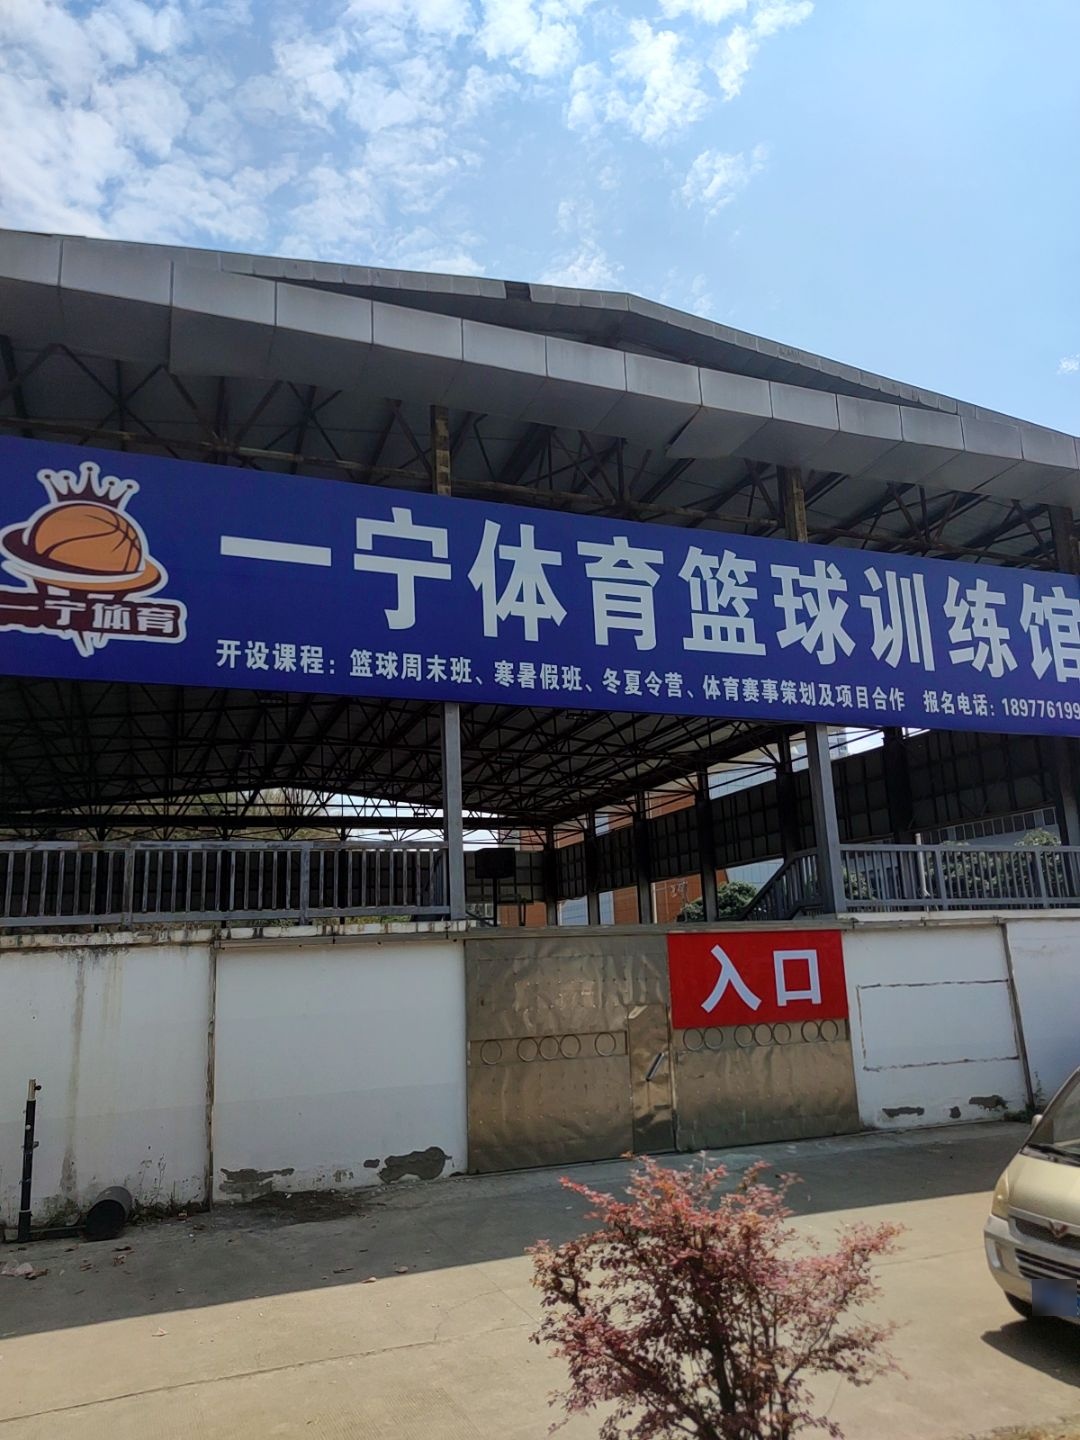 一宁体育篮球训练馆
一宁体育
开设课程：篮球周末班、寒暑假班、冬夏令营、体育赛事策划及项目合作 报名电话：189776199
入口